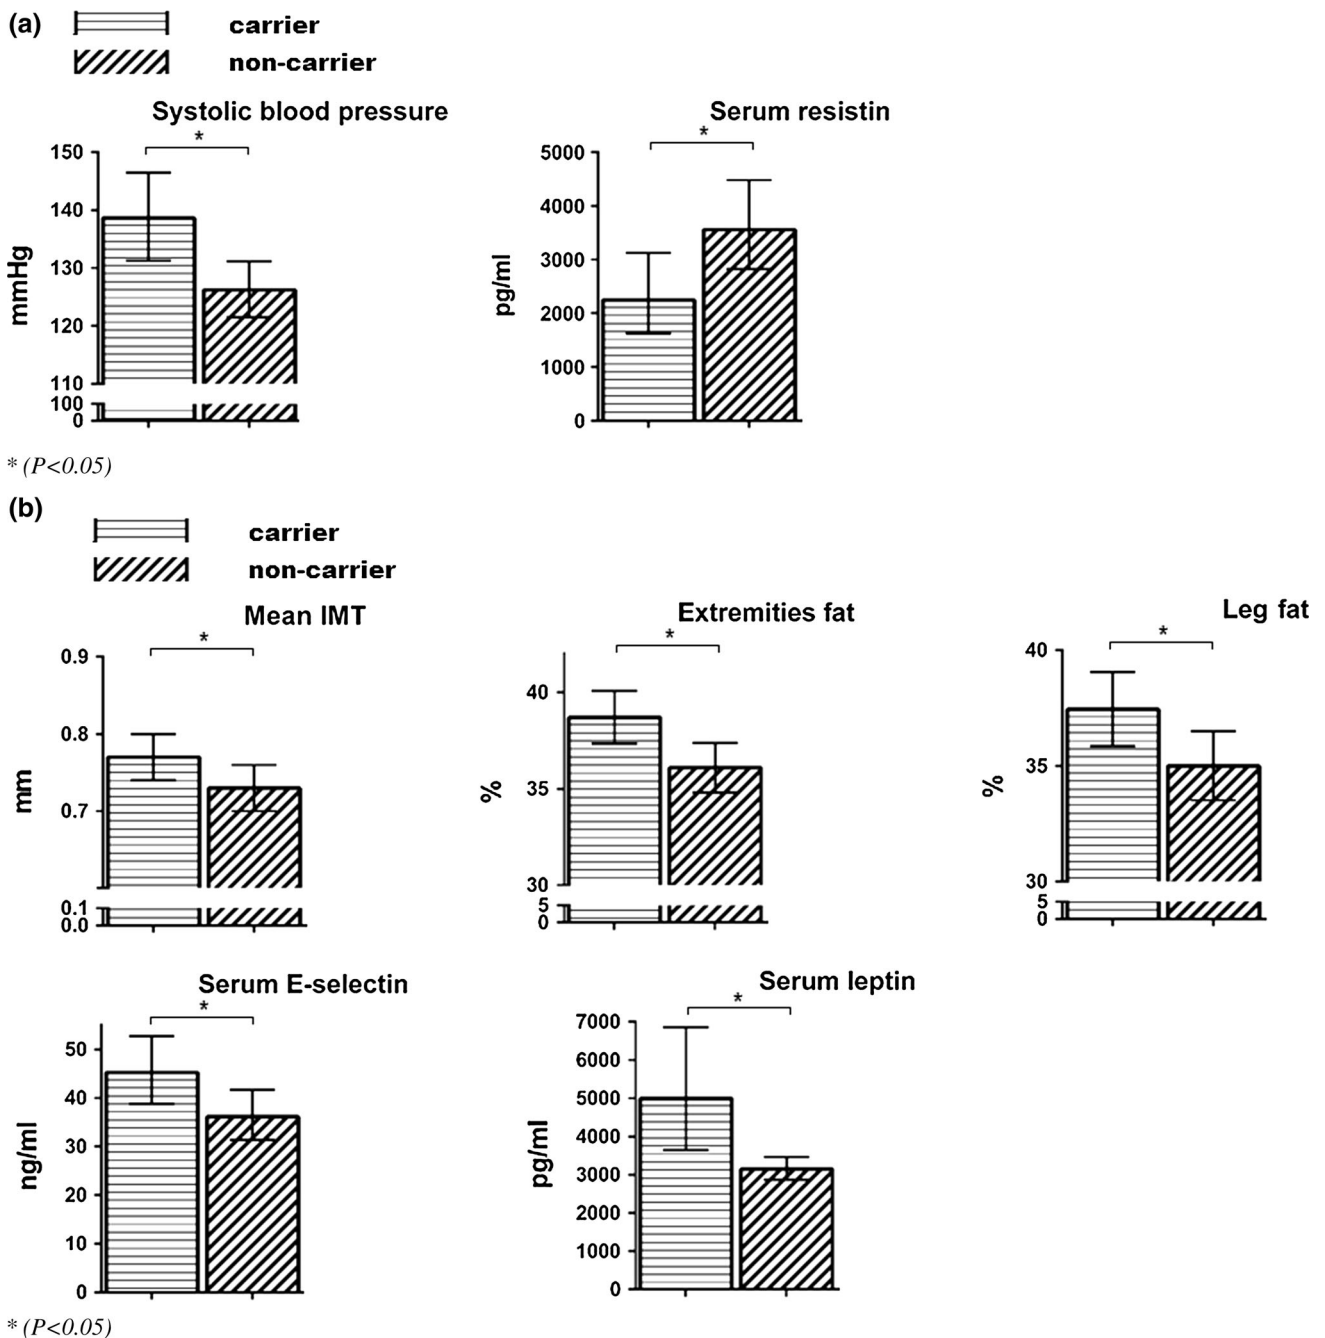 (a)
carrier
non-carrier
Systolic blood pressure
*
mmHg
150
140
130
120
110
100
0
Serum resistin
*
pg/ml
5000
4000
3000
2000
1000
0
* (P<0.05)
(b)
carrier
non-carrier
Mean IMT
*
mm
0.9
0.8
0.7
0.1
0.0
Extremities fat
*
%
40
35
30
5
0
Leg fat
*
%
40
35
30
5
0
Serum E-selectin
*
ng/ml
50
40
30
20
10
0
Serum leptin
*
pg/ml
7000
6000
5000
4000
3000
2000
1000
0
* (P<0.05)